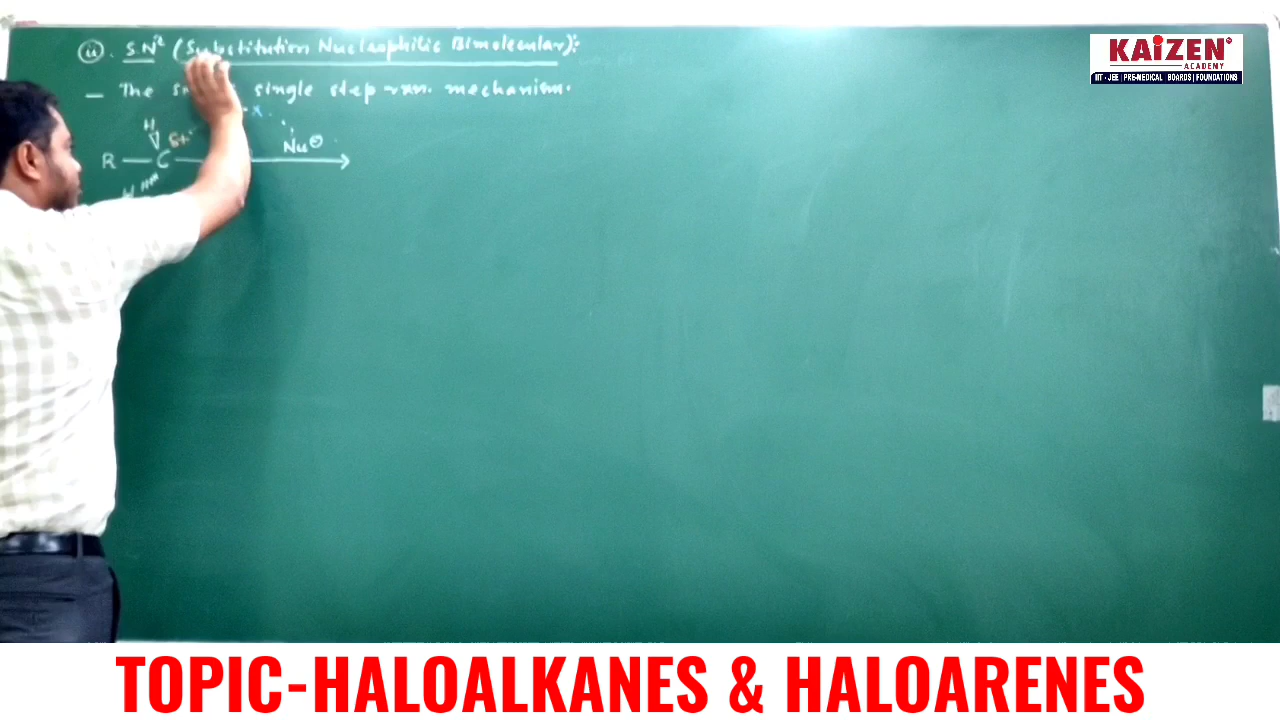 (ii). SN² (Substitution Nucleophilic Bimolecular):
— The single step rxn. mechanism.
X
H
δ+
Nu⊖
R — C
H
KAiZEN
ACADEMY
IIT - JEE | PRE-MEDICAL | BOARDS | FOUNDATIONS
TOPIC-HALOALKANES & HALOARENES